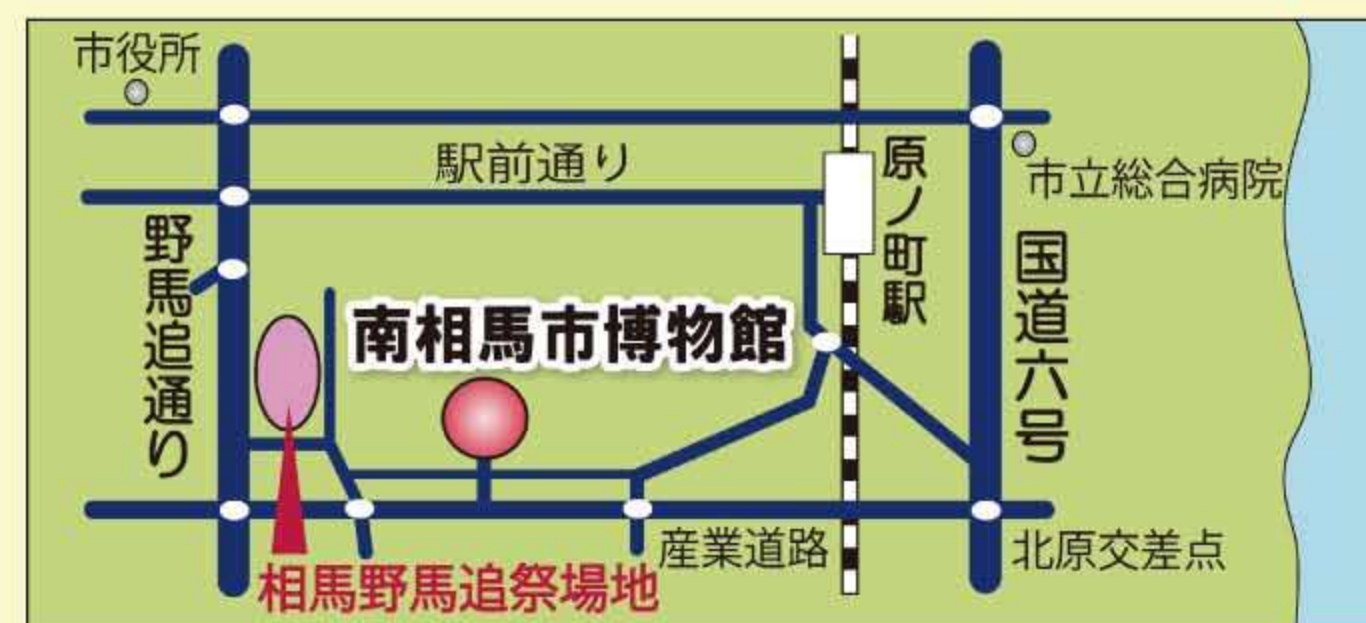 市役所
駅前通り
原ノ町駅
市立総合病院
野馬追通り
国道六号
南相馬市博物館
産業道路
北原交差点
相馬野馬追祭場地